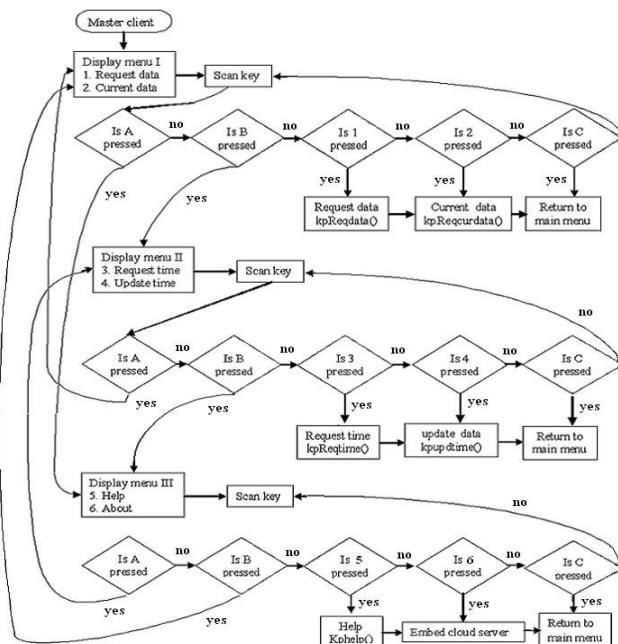 Master client
Display menu I
1. Request data
2. Current data
Scan key
Is A
pressed
no
Is B
pressed
no
Is 1
pressed
no
Is 2
pressed
no
Is C
pressed
yes
yes
yes
yes
yes
Request data
kpReqdata()
Current data
kpReqcurdata()
Return to
main menu
Display menu II
3. Request time
4. Update time
Scan key
no
Is A
pressed
no
Is B
pressed
no
Is 3
pressed
no
Is 4
pressed
no
Is C
pressed
yes
yes
yes
yes
yes
Request time
kpReqtime()
update data
kpupdtime()
Return to
main menu
Display menu III
5. Help
6. About
Scan key
no
Is A
pressed
no
Is B
pressed
no
Is 5
pressed
no
Is 6
pressed
no
Is C
pressed
yes
yes
yes
yes
yes
Help
Kphelp()
Embed cloud server
Return to
main menu